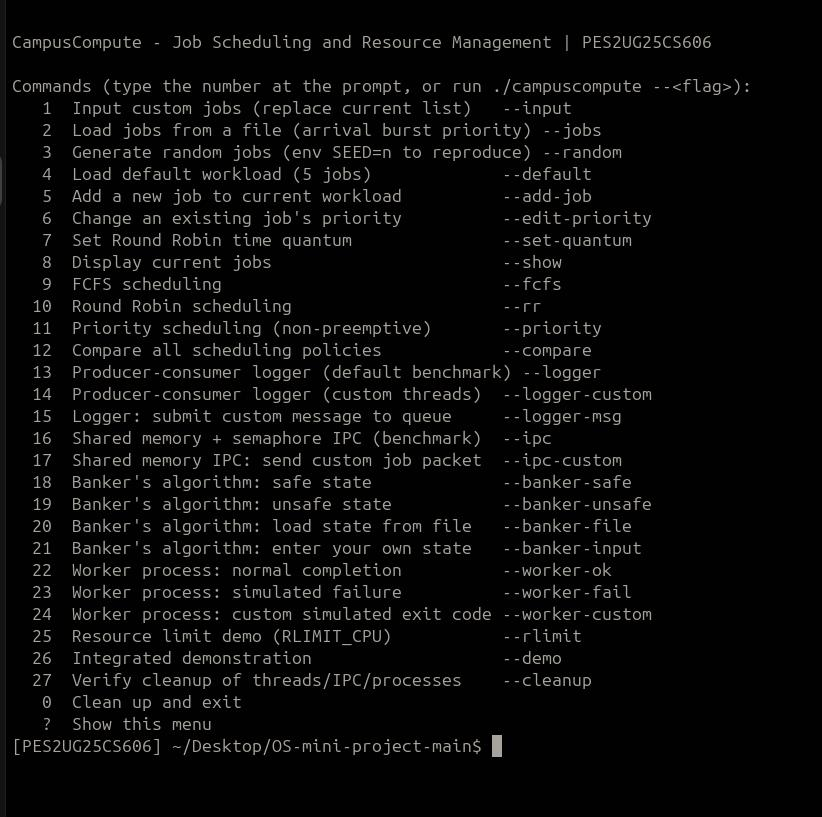 CampusCompute - Job Scheduling and Resource Management | PES2UG25CS606
Commands (type the number at the prompt, or run ./campuscompute --<flag>):
1 Input custom jobs (replace current list) --input
2 Load jobs from a file (arrival burst priority) --jobs
3 Generate random jobs (env SEED=n to reproduce) --random
4 Load default workload (5 jobs) --default
5 Add a new job to current workload --add-job
6 Change an existing job's priority --edit-priority
7 Set Round Robin time quantum --set-quantum
8 Display current jobs --show
9 FCFS scheduling --fcfs
10 Round Robin scheduling --rr
11 Priority scheduling (non-preemptive) --priority
12 Compare all scheduling policies --compare
13 Producer-consumer logger (default benchmark) --logger
14 Producer-consumer logger (custom threads) --logger-custom
15 Logger: submit custom message to queue --logger-msg
16 Shared memory + semaphore IPC (benchmark) --ipc
17 Shared memory IPC: send custom job packet --ipc-custom
18 Banker's algorithm: safe state --banker-safe
19 Banker's algorithm: unsafe state --banker-unsafe
20 Banker's algorithm: load state from file --banker-file
21 Banker's algorithm: enter your own state --banker-input
22 Worker process: normal completion --worker-ok
23 Worker process: simulated failure --worker-fail
24 Worker process: custom simulated exit code --worker-custom
25 Resource limit demo (RLIMIT_CPU) --rlimit
26 Integrated demonstration --demo
27 Verify cleanup of threads/IPC/processes --cleanup
0 Clean up and exit
? Show this menu
[PES2UG25CS606] ~/Desktop/OS-mini-project-main$